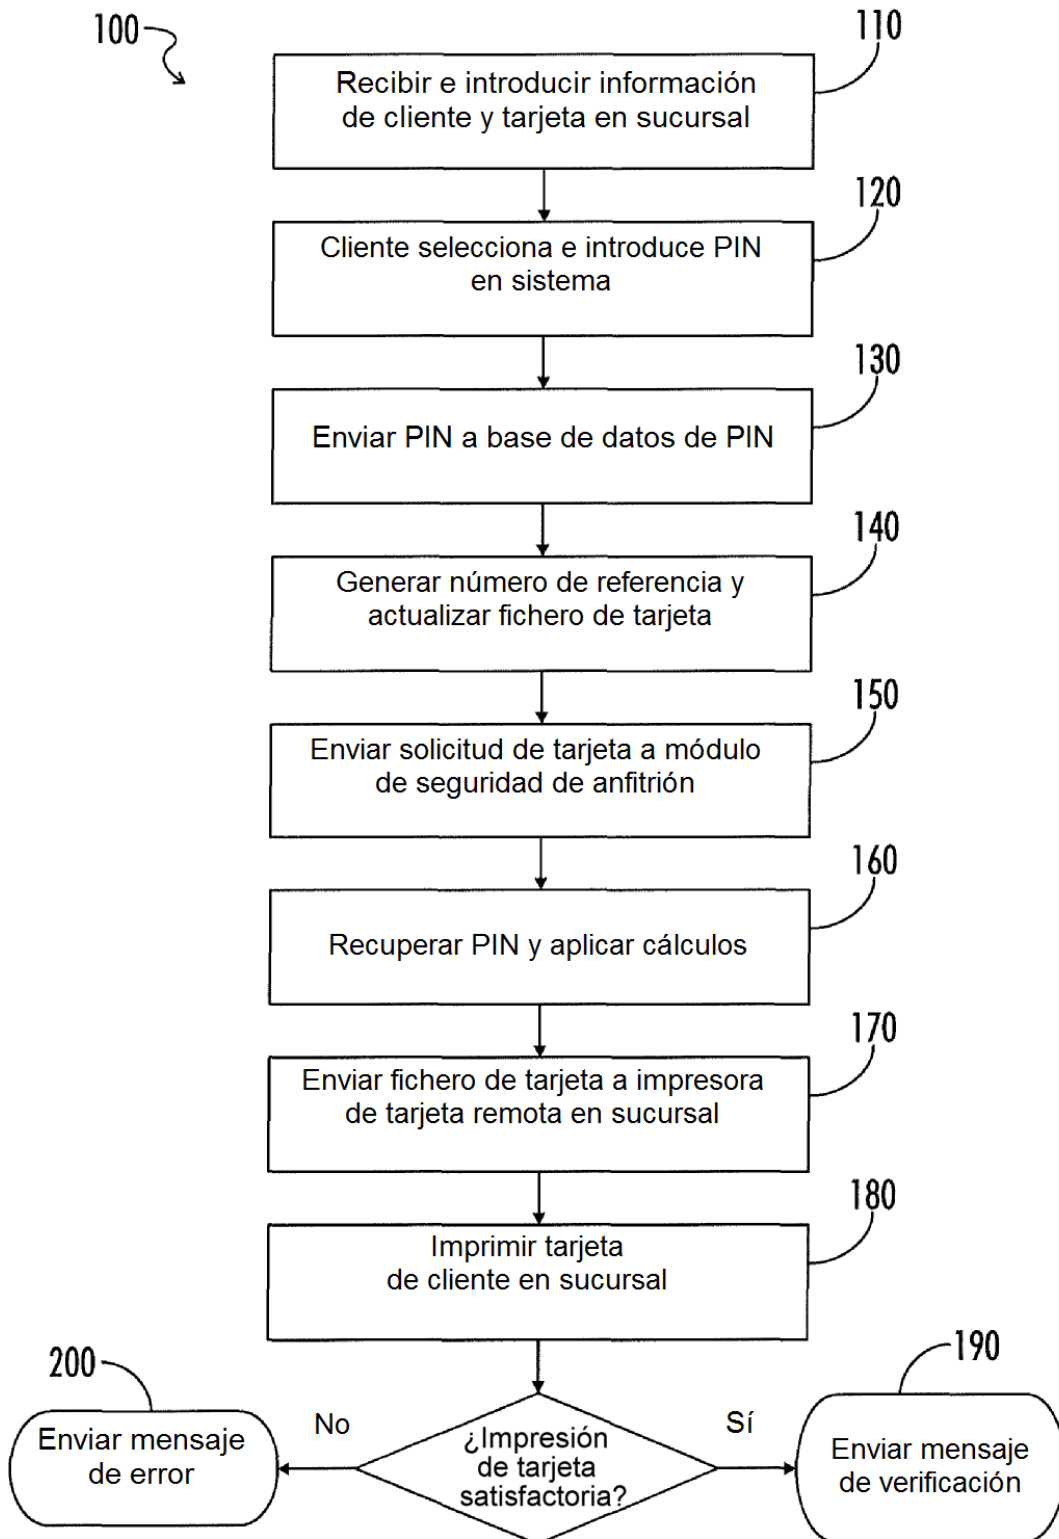 100
110
Recibir e introducir información
de cliente y tarjeta en sucursal
120
Cliente selecciona e introduce PIN
en sistema
130
Enviar PIN a base de datos de PIN
140
Generar número de referencia y
actualizar fichero de tarjeta
150
Enviar solicitud de tarjeta a módulo
de seguridad de anfitrión
160
Recuperar PIN y aplicar cálculos
170
Enviar fichero de tarjeta a impresora
de tarjeta remota en sucursal
180
Imprimir tarjeta
de cliente en sucursal
200
190
No
Sí
Enviar mensaje
de error
¿Impresión
de tarjeta
satisfactoria?
Enviar mensaje
de verificación